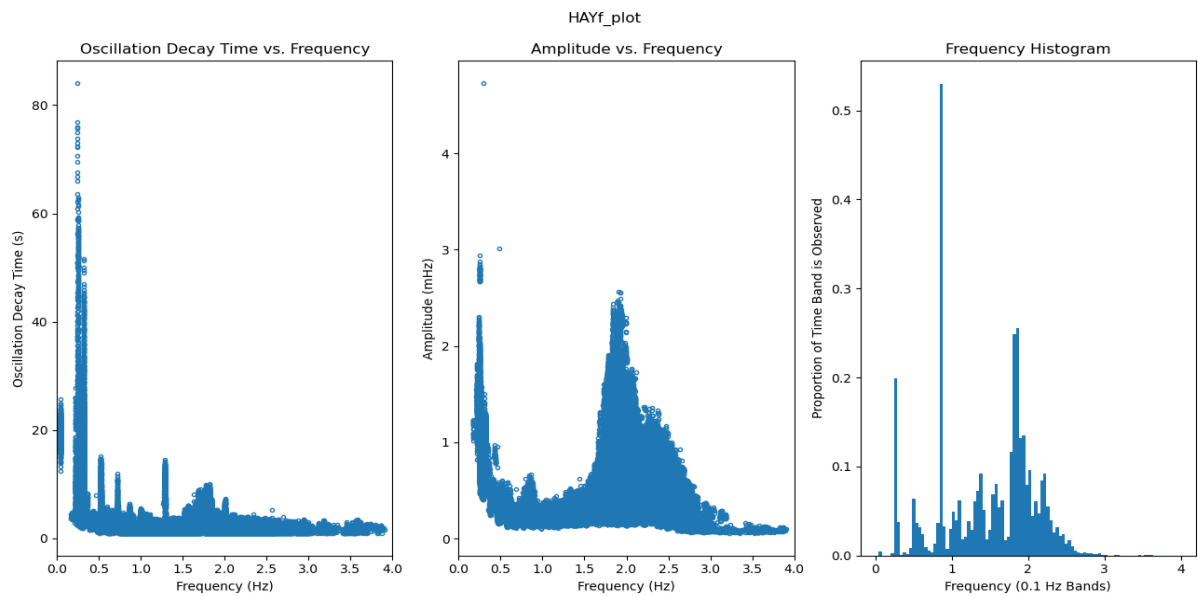 HAYf_plot
Oscillation Decay Time vs. Frequency
Oscillation Decay Time (s)
80
60
40
20
0
0.0 0.5 1.0 1.5 2.0 2.5 3.0 3.5 4.0
Frequency (Hz)
Amplitude vs. Frequency
Amplitude (mHz)
4
3
2
1
0
0.0 0.5 1.0 1.5 2.0 2.5 3.0 3.5 4.0
Frequency (Hz)
Frequency Histogram
Proportion of Time Band is Observed
0.5
0.4
0.3
0.2
0.1
0.0
0 1 2 3 4
Frequency (0.1 Hz Bands)